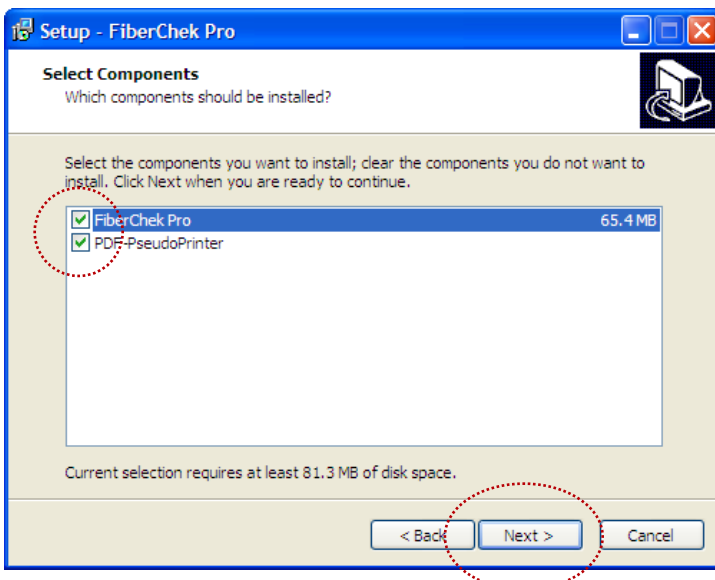 Setup - FiberChek Pro
Select Components
Which components should be installed?
Select the components you want to install; clear the components you do not want to
install. Click Next when you are ready to continue.
FiberChek Pro 65.4 MB
PDF-PseudoPrinter
Current selection requires at least 81.3 MB of disk space.
< Back Next > Cancel